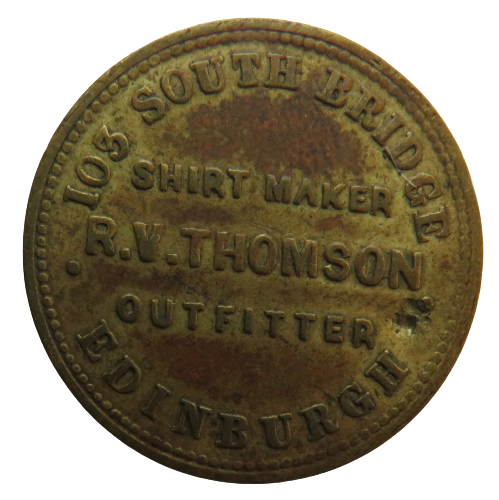 103 SOUTH BRIDGE
SHIRT MAKER
R.V. THOMSON
OUTFITTER
EDINBURGH